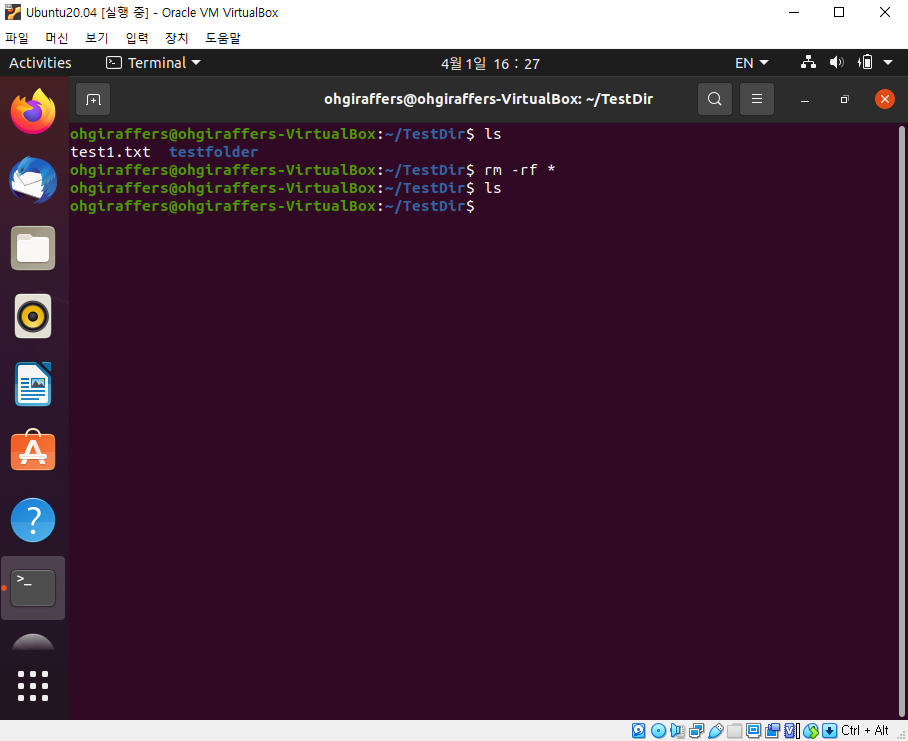 Ubuntu20.04 [실행 중] - Oracle VM VirtualBox
파일 머신 보기 입력 장치 도움말
Activities Terminal 4월 1일 16 : 27 EN
ohgiraffers@ohgiraffers-VirtualBox: ~/TestDir
ohgiraffers@ohgiraffers-VirtualBox:~/TestDir$ ls
test1.txt testfolder
ohgiraffers@ohgiraffers-VirtualBox:~/TestDir$ rm -rf *
ohgiraffers@ohgiraffers-VirtualBox:~/TestDir$ ls
ohgiraffers@ohgiraffers-VirtualBox:~/TestDir$
Ctrl + Alt